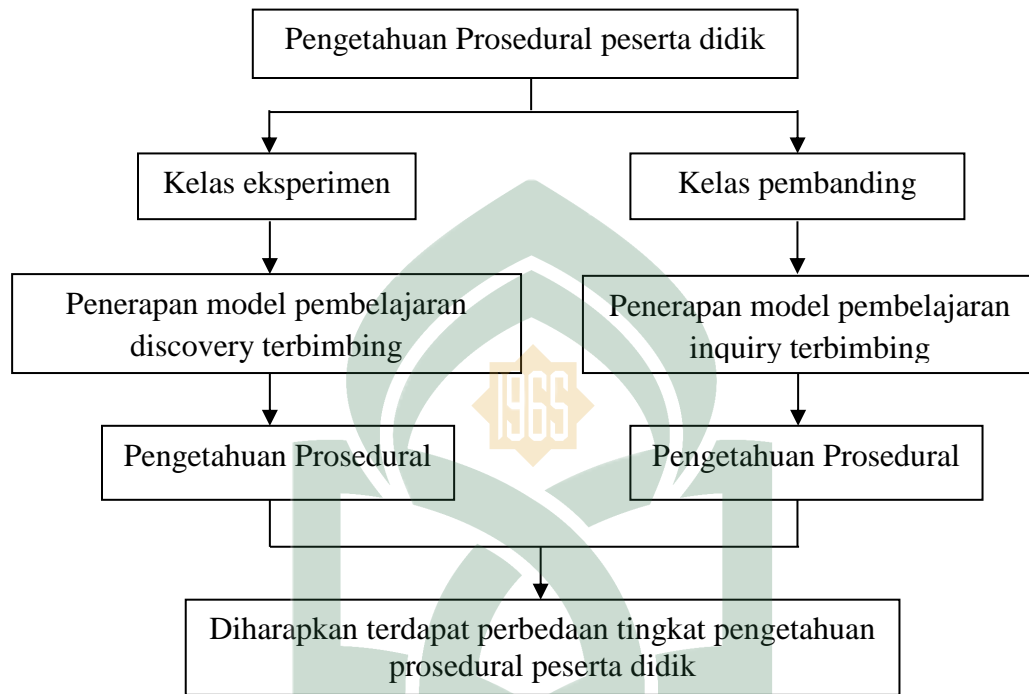 Pengetahuan Prosedural peserta didik
Kelas eksperimen
Kelas pembanding
Penerapan model pembelajaran
discovery terbimbing
Penerapan model pembelajaran
inquiry terbimbing
1965
Pengetahuan Prosedural
Pengetahuan Prosedural
Diharapkan terdapat perbedaan tingkat pengetahuan
prosedural peserta didik